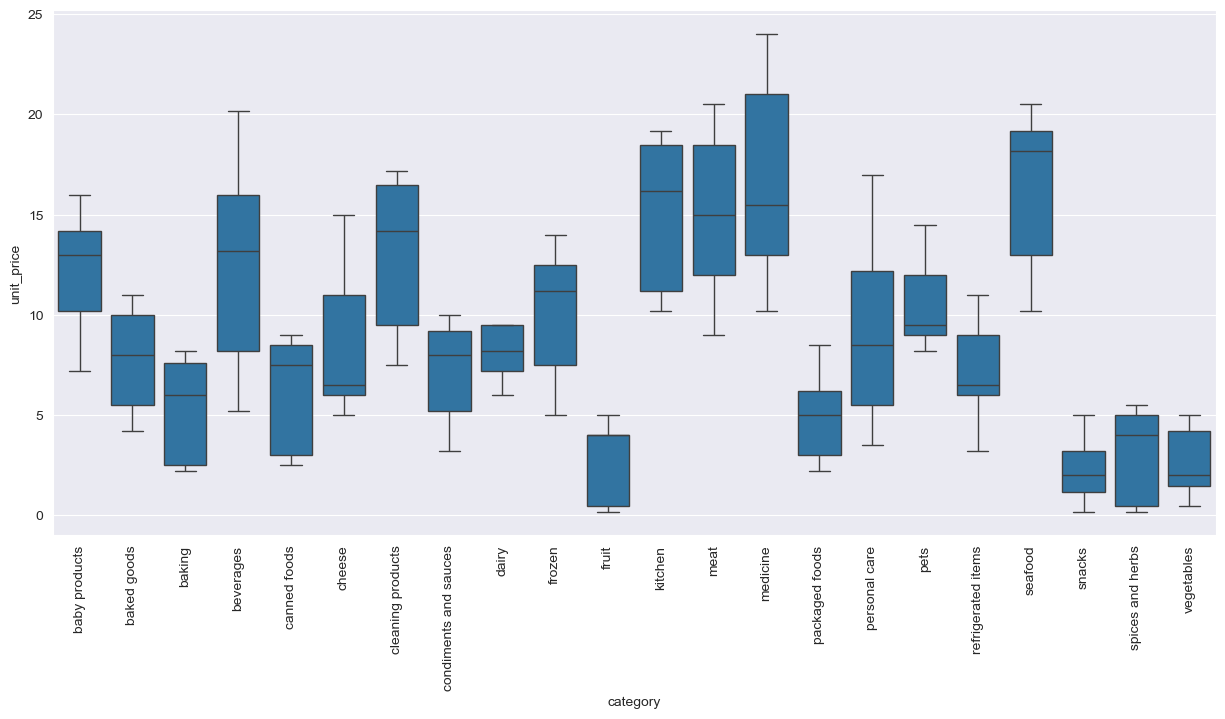 25
20
15
10
5
0
unit_price
baby products
baked goods
baking
beverages
canned foods
cheese
cleaning products
condiments and sauces
dairy
frozen
fruit
kitchen
meat
medicine
packaged foods
personal care
pets
refrigerated items
seafood
snacks
spices and herbs
vegetables
category